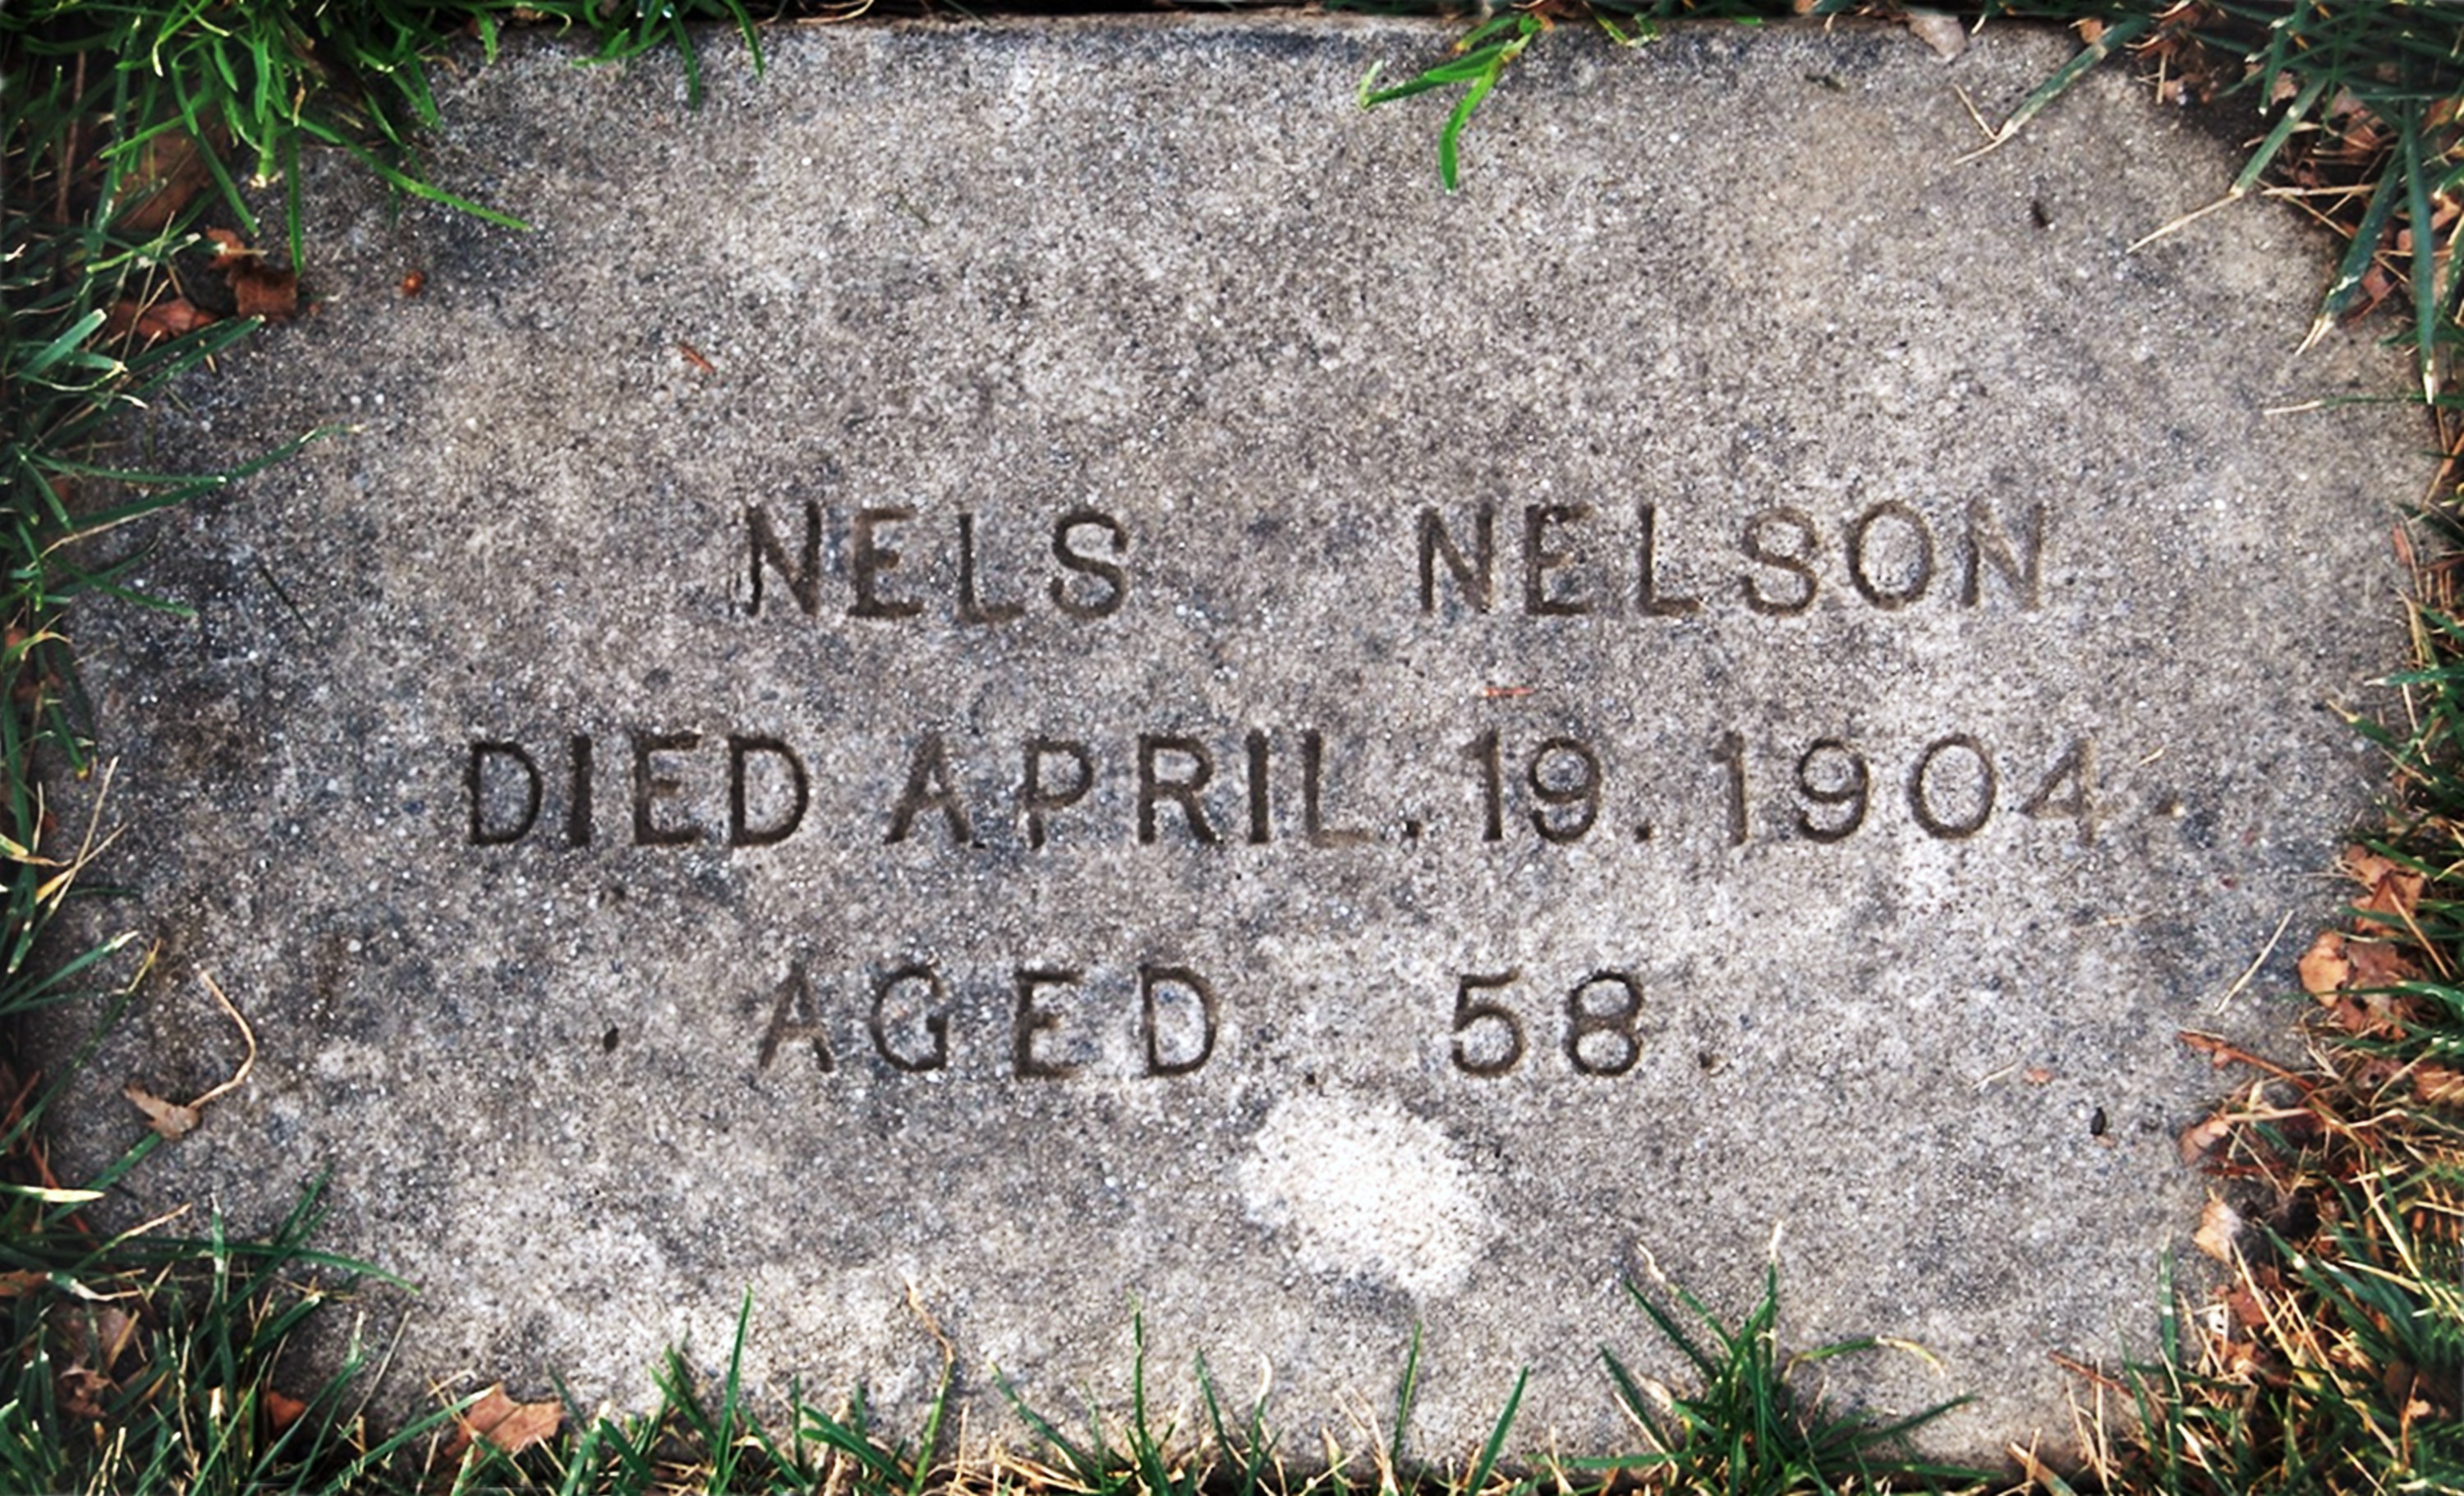 NELS NELSON
DIED APRIL. 19. 1904.
AGED 58.